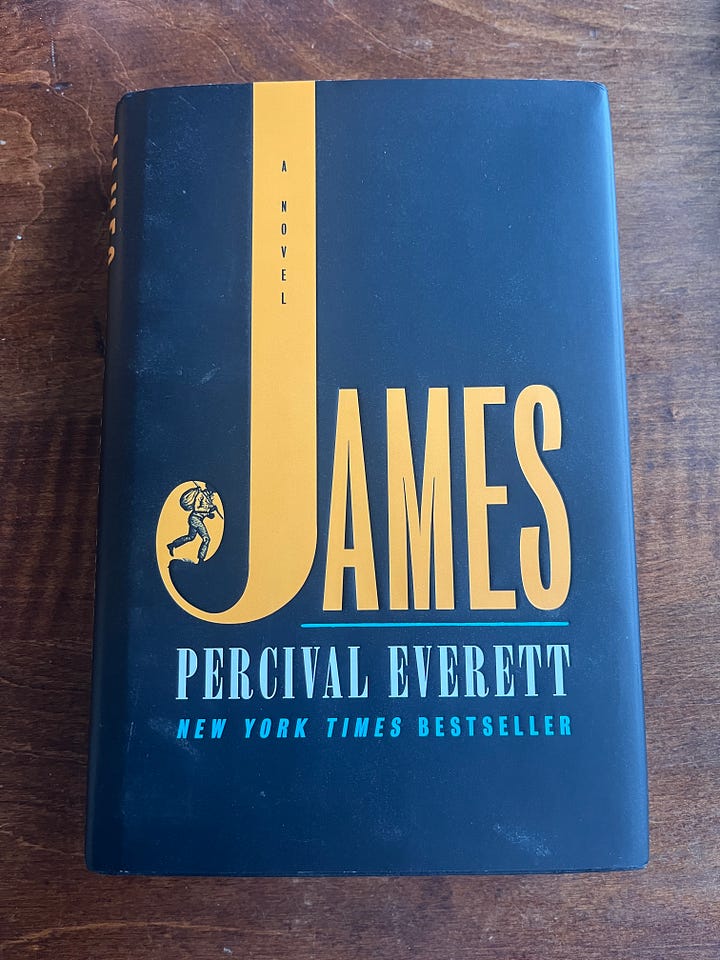 A NOVEL
JAMES
PERCIVAL EVERETT
NEW YORK TIMES BESTSELLER